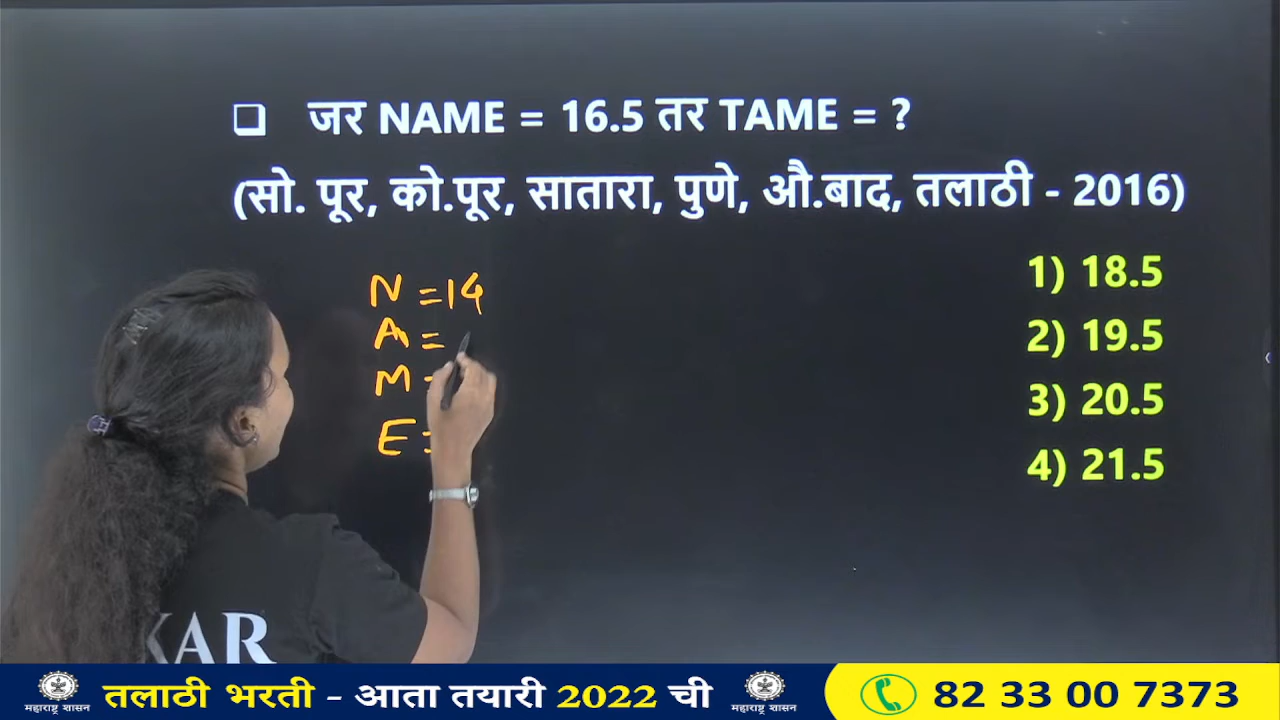 ❑ जर NAME = 16.5 तर TAME = ?
(सो. पूर, को.पूर, सातारा, पुणे, औ.बाद, तलाठी - 2016)
N = 14
A =
M =
E =
1) 18.5
2) 19.5
3) 20.5
4) 21.5
KAR
महाराष्ट्र शासन
तलाठी भरती - आता तयारी 2022 ची
महाराष्ट्र शासन
82 33 00 7373